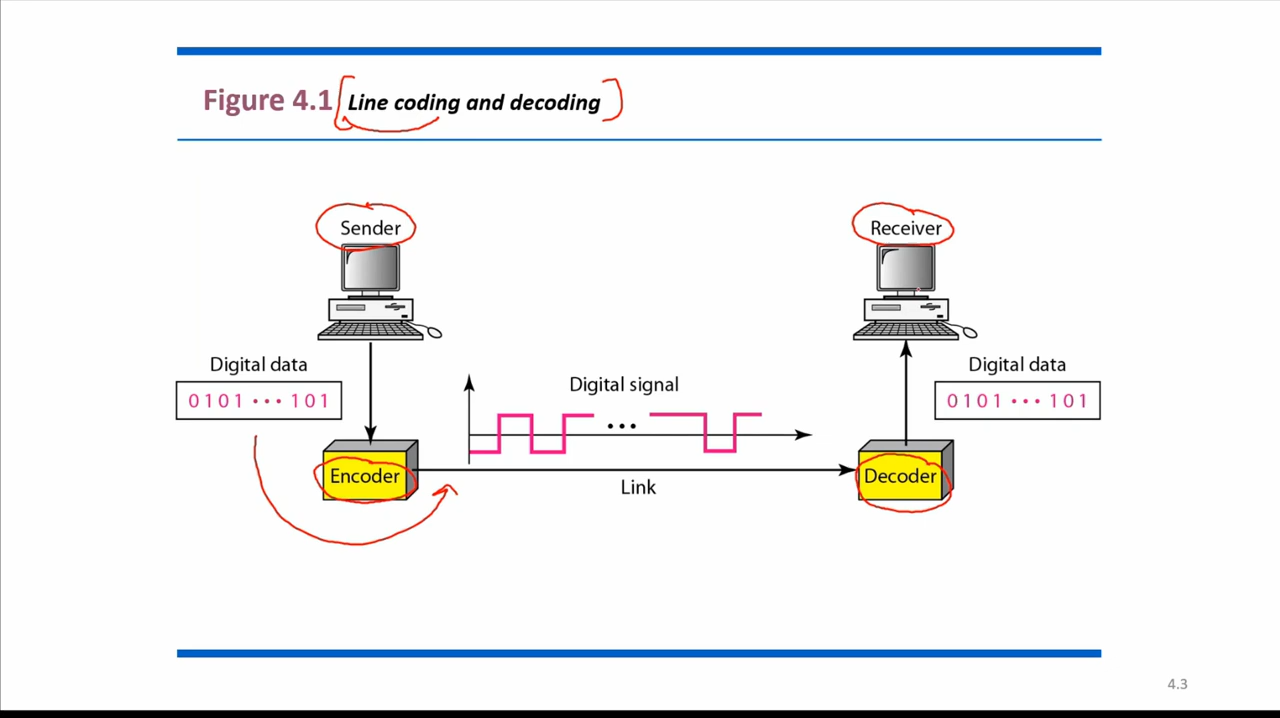 Figure 4.1 Line coding and decoding
Sender
Receiver
Digital data
0101 ••• 101
Digital signal
•••
Digital data
0101 ••• 101
Encoder
Link
Decoder
4.3